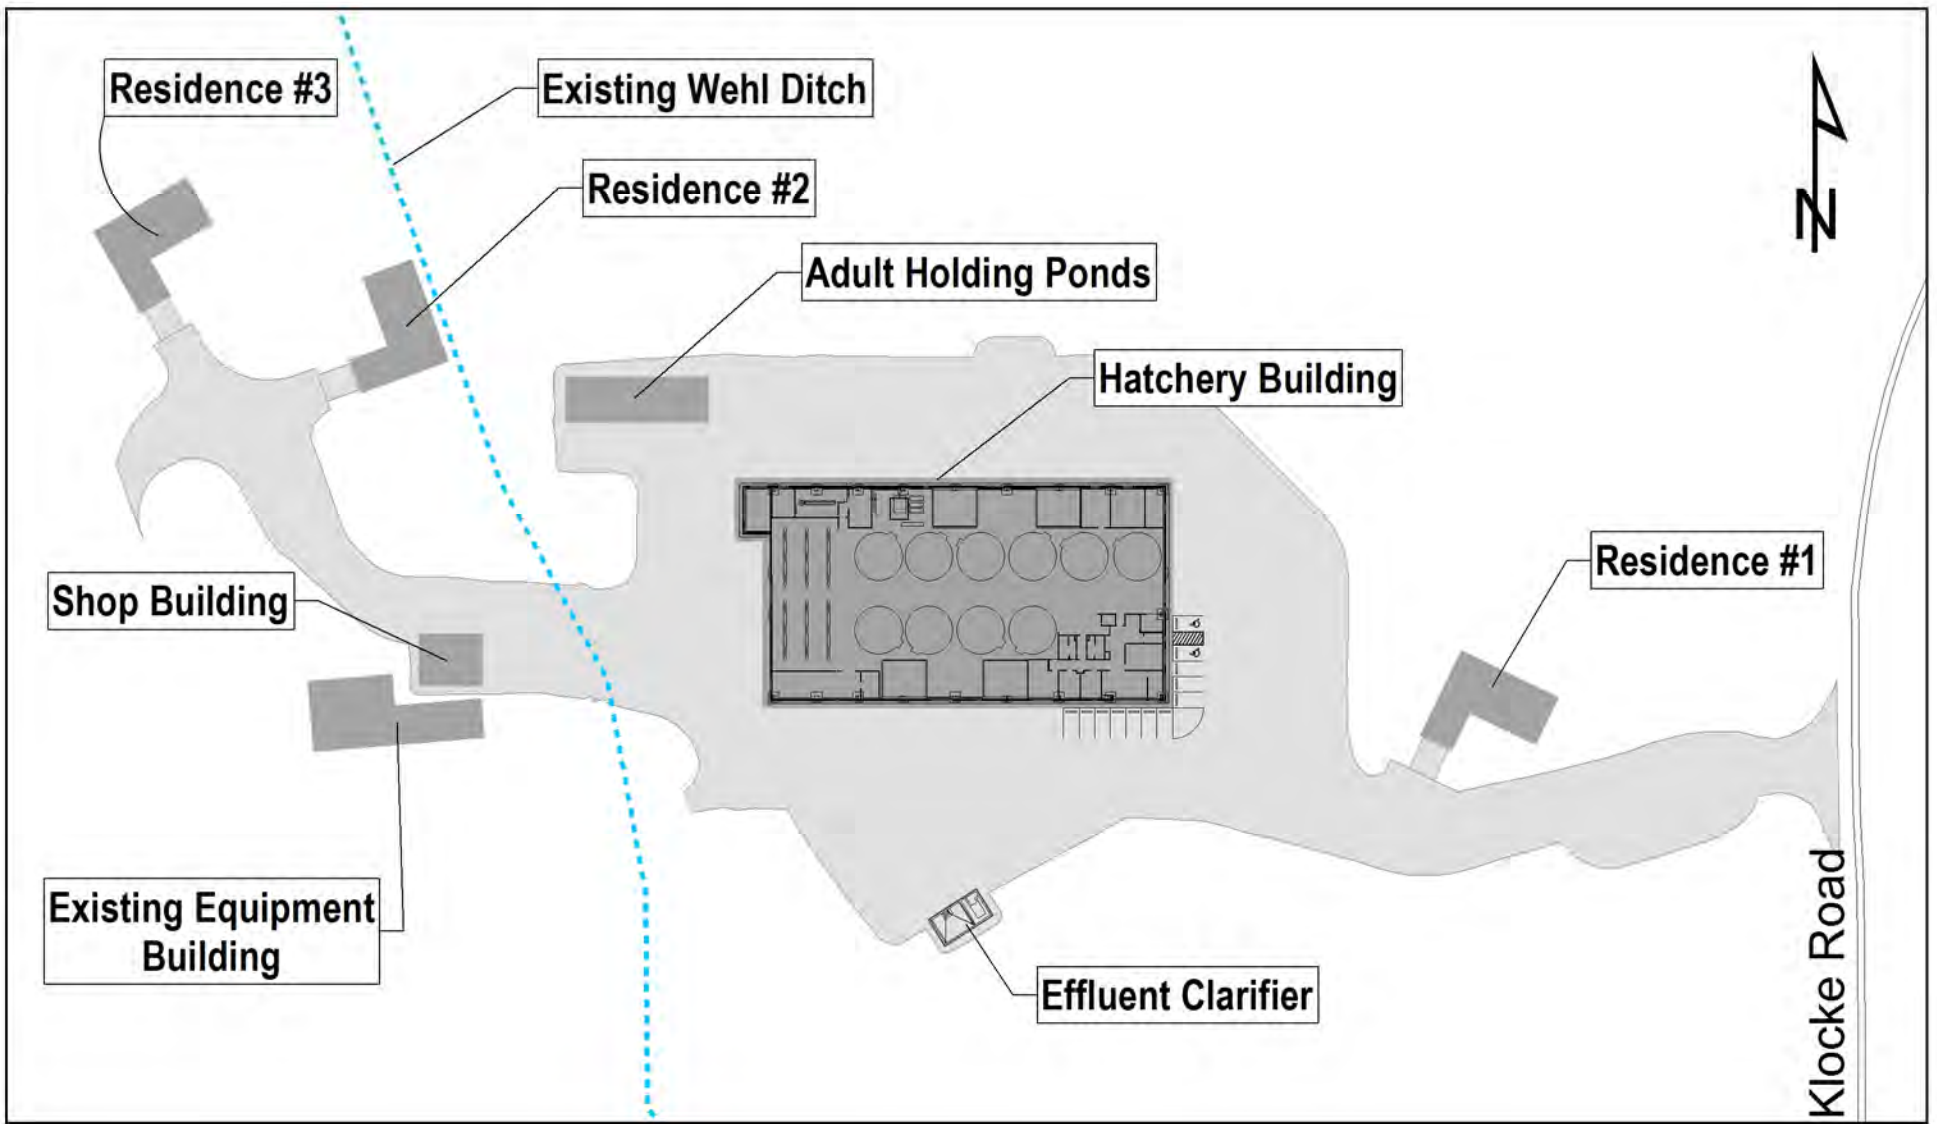 Residence #3
Existing Wehl Ditch
Residence #2
Adult Holding Ponds
Hatchery Building
Residence #1
Shop Building
Existing Equipment
Building
Effluent Clarifier
Klocke Road
N